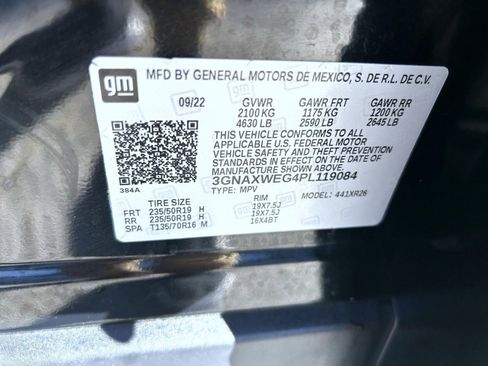 gm MFD BY GENERAL MOTORS DE MEXICO, S. DE R.L. DE C.V.
09/22 GVWR GAWR FRT GAWR RR
2100 KG 1175 KG 1200 KG
4630 LB 2590 LB 2645 LB
THIS VEHICLE CONFORMS TO ALL
APPLICABLE U.S. FEDERAL MOTOR
VEHICLE SAFETY AND THEFT PREVENTION
STANDARDS IN EFFECT ON THE DATE OF
MANUFACTURE SHOWN ABOVE.
3GNAXWEG4PL119084
384A TYPE: MPV MODEL: 441XR26
TIRE SIZE RIM
FRT 235/50R19 H 19X7.5J
RR 235/50R19 H 19X7.5J
SPA T135/70R16 M 16X4BT